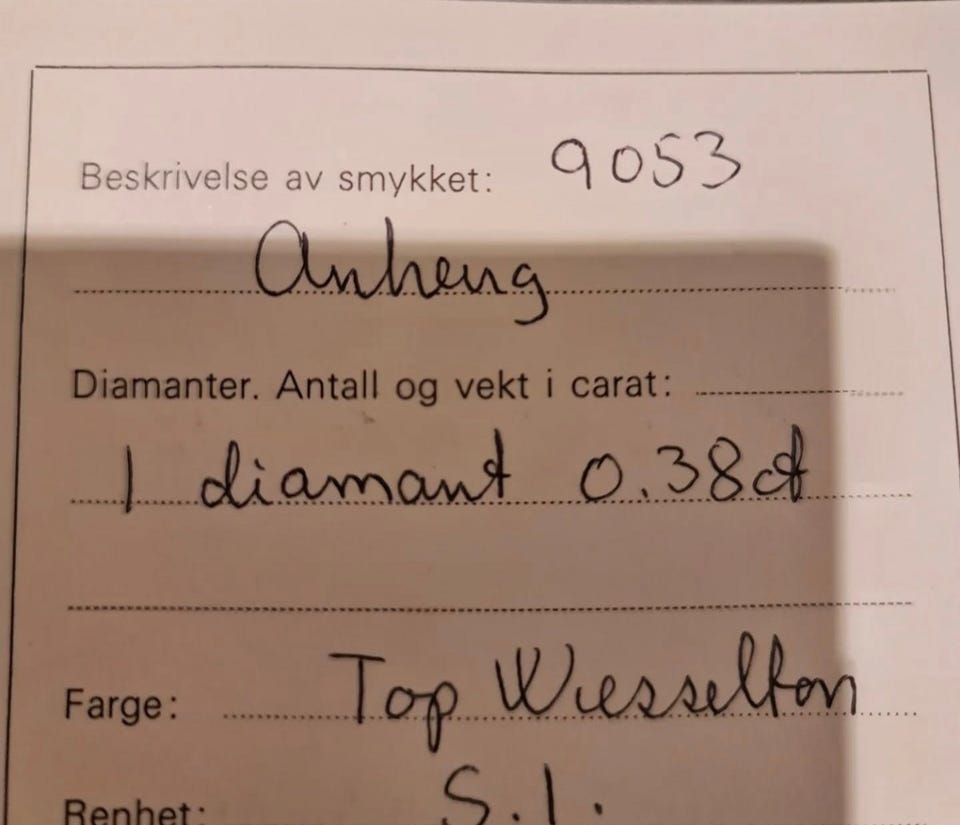 Beskrivelse av smykket: 9053
Anheng
Diamanter. Antall og vekt i carat:
1 diamant 0.38ct
Farge: Top Wesselton
Renhet: S.I.